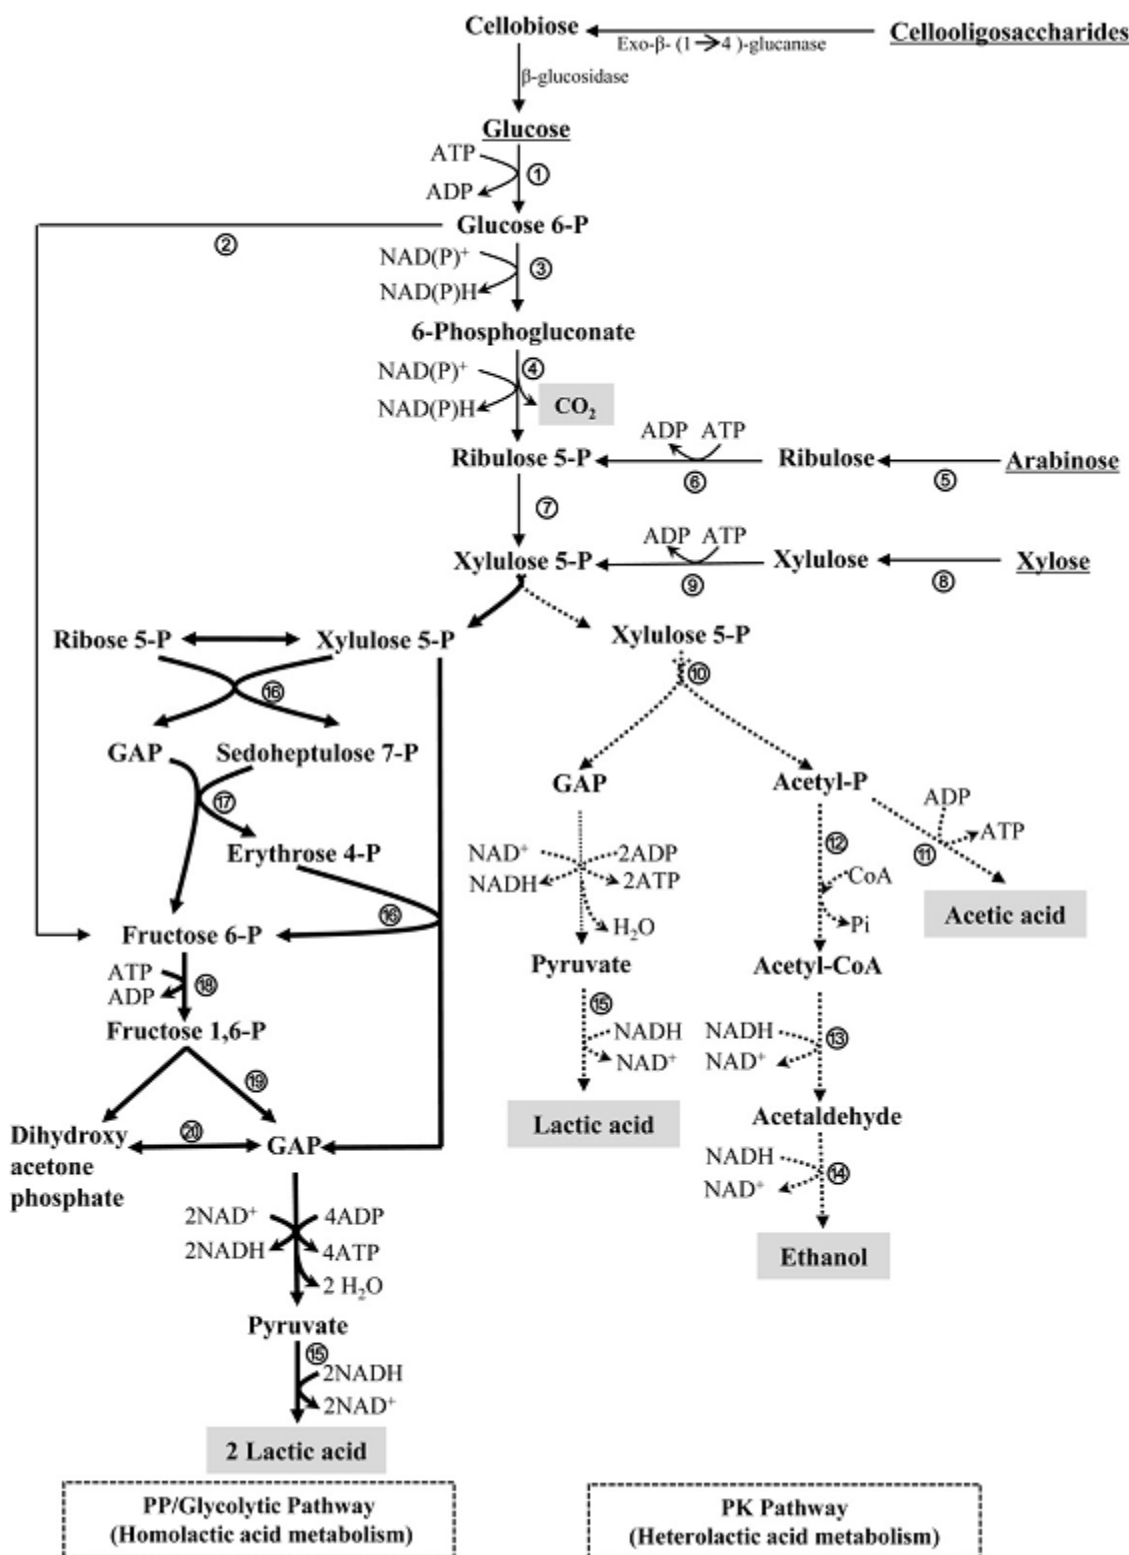 Cellobiose
Cellooligosaccharides
Exo-β- (1→4 )-glucanase
β-glucosidase
Glucose
ATP
①
ADP
Glucose 6-P
②
NAD(P)⁺
③
NAD(P)H
6-Phosphogluconate
NAD(P)⁺
④
NAD(P)H
CO₂
ADP ATP
Ribulose 5-P
Ribulose
Arabinose
⑥
⑤
⑦
ADP ATP
Xylulose 5-P
Xylulose
Xylose
⑨
⑧
Ribose 5-P
Xylulose 5-P
Xylulose 5-P
⑩
⑯
GAP
Sedoheptulose 7-P
GAP
Acetyl-P
⑰
ADP
ATP
⑪
⑫
Erythrose 4-P
NAD⁺
2ADP
NADH
2ATP
CoA
Acetic acid
⑯
H₂O
Pi
Fructose 6-P
Pyruvate
Acetyl-CoA
ATP
ADP
⑱
⑮
Fructose 1,6-P
NADH
NAD⁺
NADH
⑬
NAD⁺
⑲
Lactic acid
Acetaldehyde
Dihydroxy
acetone
phosphate
⑳
GAP
NADH
⑭
NAD⁺
2NAD⁺
4ADP
2NADH
4ATP
2 H₂O
Ethanol
Pyruvate
⑮
2NADH
2NAD⁺
2 Lactic acid
PP/Glycolytic Pathway
(Homolactic acid metabolism)
PK Pathway
(Heterolactic acid metabolism)